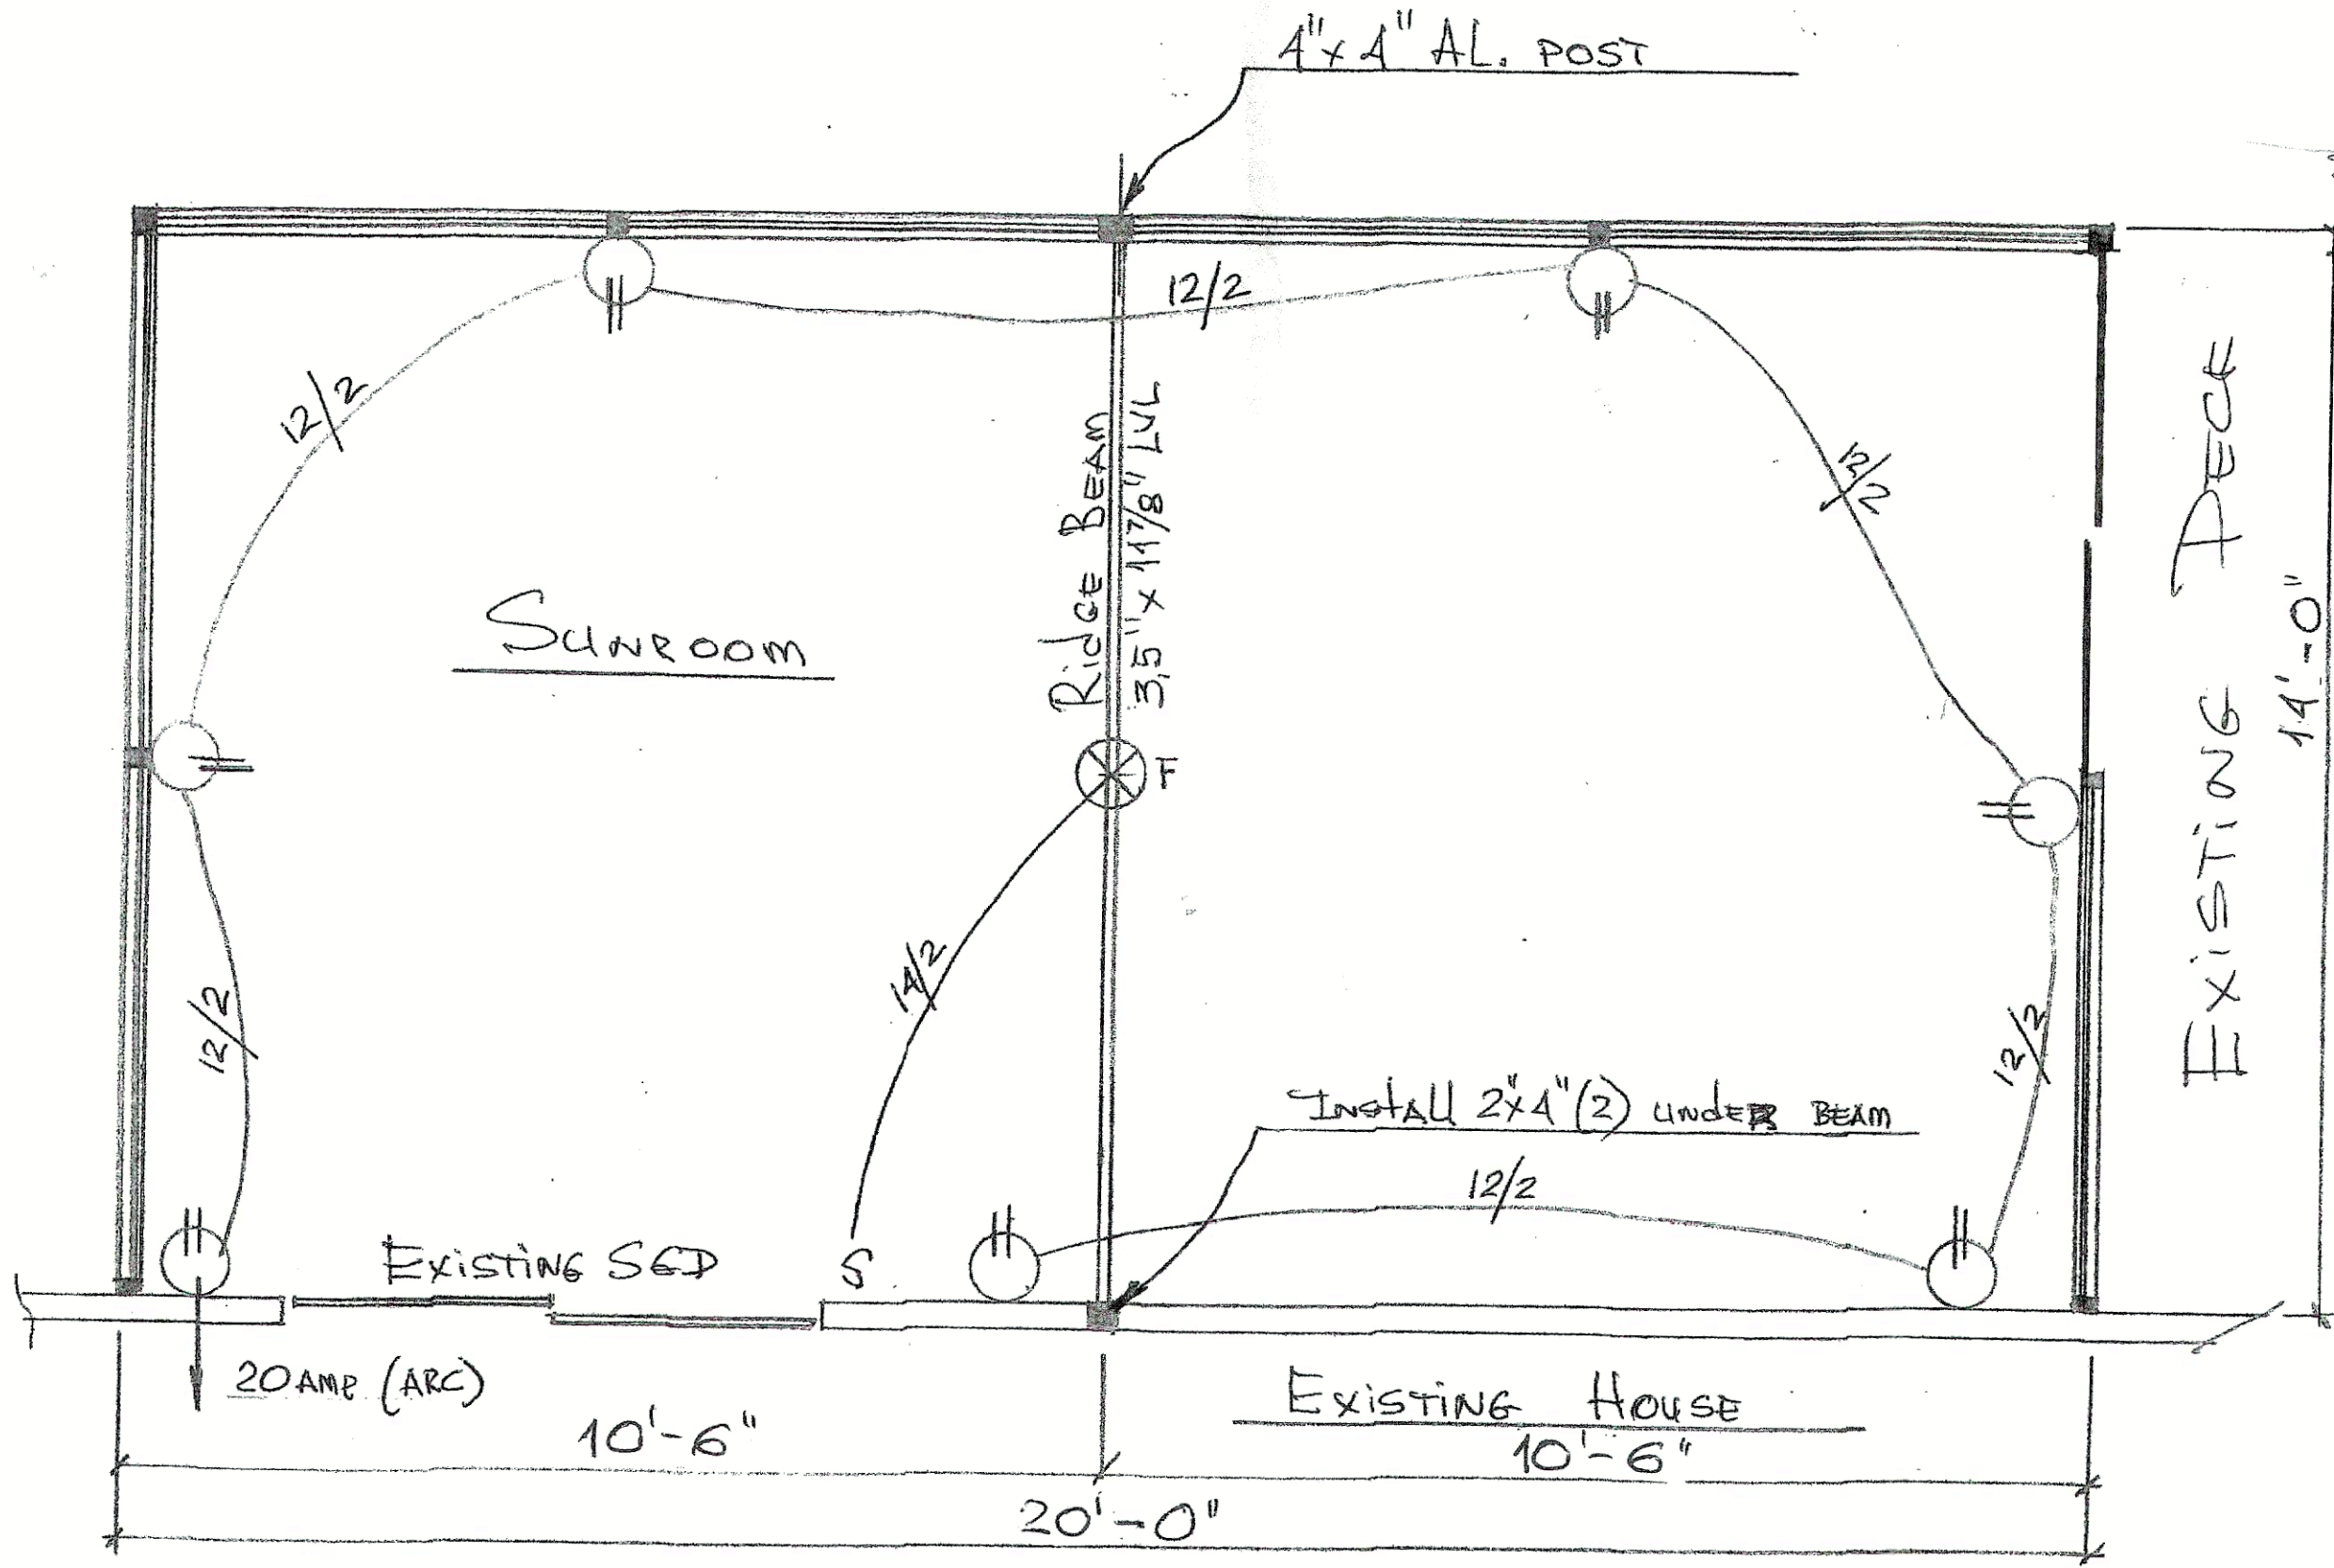 4"x4" AL. POST
12/2
12/2
12/2
Ridge Beam
3,5" x 11 7/8" LVL
SUNROOM
F
EXISTING DECK
14'-0"
12/2
14/2
12/2
INSTALL 2"x4"(2) UNDER BEAM
12/2
EXISTING SGD
S
20 AMP (ARC)
EXISTING HOUSE
10'-6"
10'-6"
20'-0"